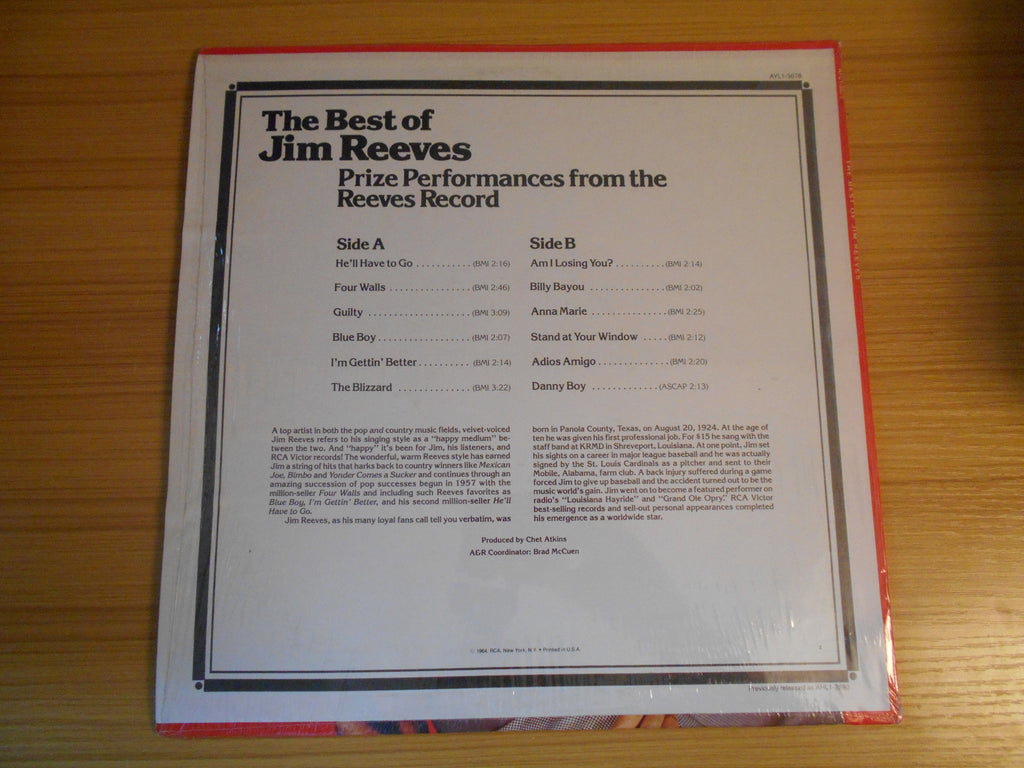 AYL1-3678
The Best of
Jim Reeves
Prize Performances from the
Reeves Record
Side A
He'll Have to Go ........... (BMI 2:16)
Four Walls ................ (BMI 2:46)
Guilty .................... (BMI 3:09)
Blue Boy.................. (BMI 2:07)
I'm Gettin' Better.......... (BMI 2:14)
The Blizzard .............. (BMI 3:22)
Side B
Am I Losing You? .......... (BMI 2:14)
Billy Bayou .............. (BMI 2:02)
Anna Marie ............... (BMI 2:25)
Stand at Your Window ..... (BMI 2:12)
Adios Amigo .............. (BMI 2:20)
Danny Boy ............. (ASCAP 2:13)
A top artist in both the pop and country music fields, velvet-voiced
Jim Reeves refers to his singing style as a "happy medium" be-
tween the two. And "happy" it's been for Jim, his listeners, and
RCA Victor records! The wonderful, warm Reeves style has earned
Jim a string of hits that harks back to country winners like Mexican
Joe, Bimbo and Yonder Comes a Sucker and continues through an
amazing succession of pop successes begun in 1957 with the
million-seller Four Walls and including such Reeves favorites as
Blue Boy, I'm Gettin' Better, and his second million-seller He'll
Have to Go.
Jim Reeves, as his many loyal fans call tell you verbatim, was
born in Panola County, Texas, on August 20, 1924. At the age of
ten he was given his first professional job. For $15 he sang with the
staff band at KRMD in Shreveport, Louisiana. At one point, Jim set
his sights on a career in major league baseball and he was actually
signed by the St. Louis Cardinals as a pitcher and sent to their
Mobile, Alabama, farm club. A back injury suffered during a game
forced Jim to give up baseball and the accident turned out to be the
music world's gain. Jim went on to become a featured performer on
radio's "Louisiana Hayride" and "Grand Ole Opry." RCA Victor
best-selling records and sell-out personal appearances completed
his emergence as a worldwide star.
Produced by Chet Atkins
A&R Coordinator: Brad McCuen
© 1964, RCA, New York, N.Y. • Printed in U.S.A.
Previously released as
THE BEST OF JIM REEVES